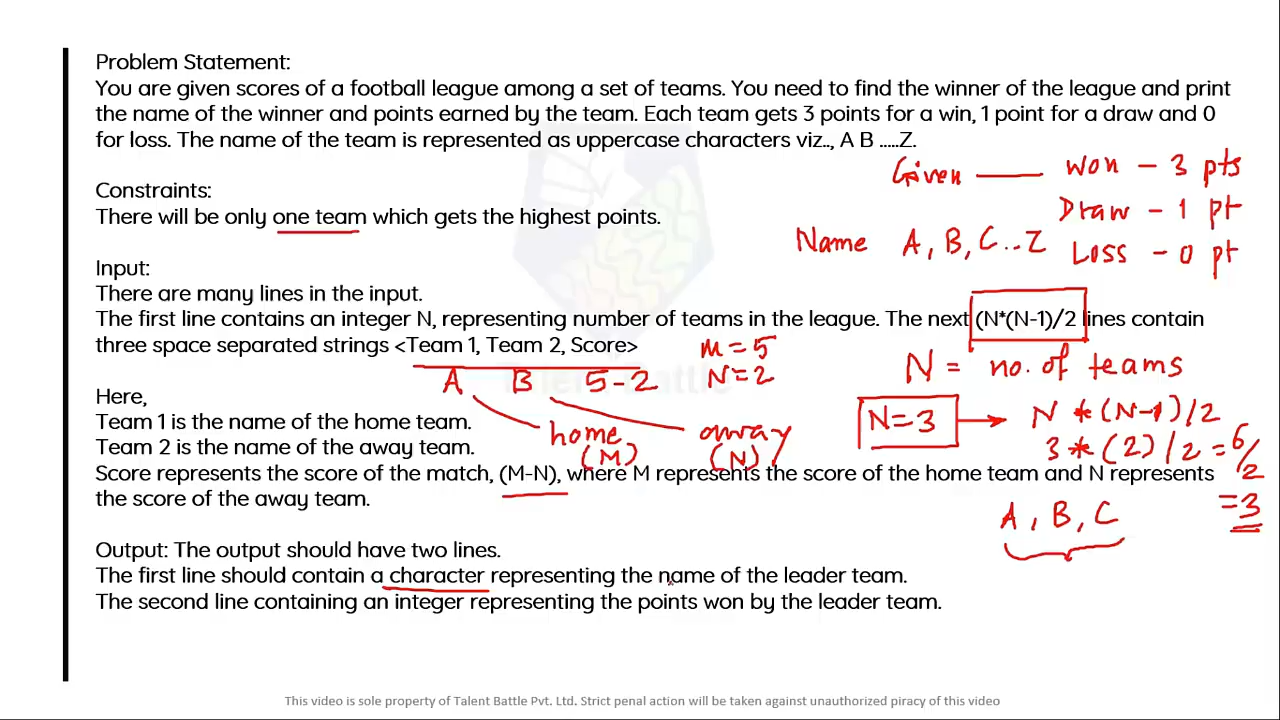 Problem Statement:
You are given scores of a football league among a set of teams. You need to find the winner of the league and print
the name of the winner and points earned by the team. Each team gets 3 points for a win, 1 point for a draw and 0
for loss. The name of the team is represented as uppercase characters viz.., A B .....Z.
Given —— Won - 3 pts
Draw - 1 pt
Name A, B, C..Z Loss - 0 pt
Constraints:
There will be only one team which gets the highest points.
Input:
There are many lines in the input.
The first line contains an integer N, representing number of teams in the league. The next (N*(N-1)/2 lines contain
three space separated strings <Team 1, Team 2, Score>
M = 5
N = 2
A B 5-2
home away
(M) (N)
N = no. of teams
N=3 → N * (N-1)/2
3 * (2) / 2 = 6/2
= 3
A, B, C
Here,
Team 1 is the name of the home team.
Team 2 is the name of the away team.
Score represents the score of the match, (M-N), where M represents the score of the home team and N represents
the score of the away team.
Output: The output should have two lines.
The first line should contain a character representing the name of the leader team.
The second line containing an integer representing the points won by the leader team.
This video is sole property of Talent Battle Pvt. Ltd. Strict penal action will be taken against unauthorized piracy of this video